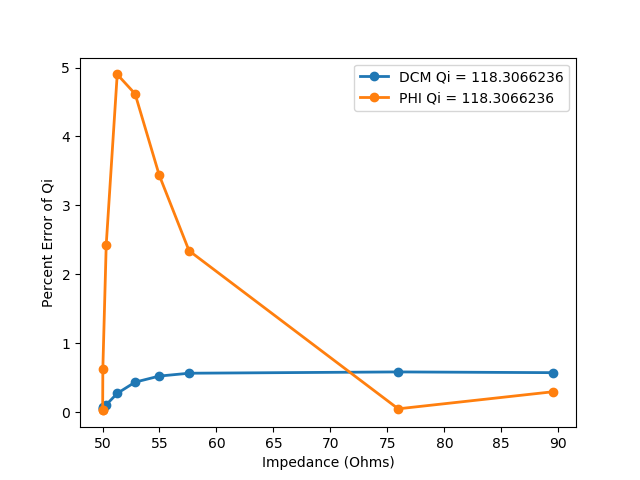 DCM Qi = 118.3066236
PHI Qi = 118.3066236
5
4
3
2
1
0
Percent Error of Qi
50 55 60 65 70 75 80 85 90
Impedance (Ohms)